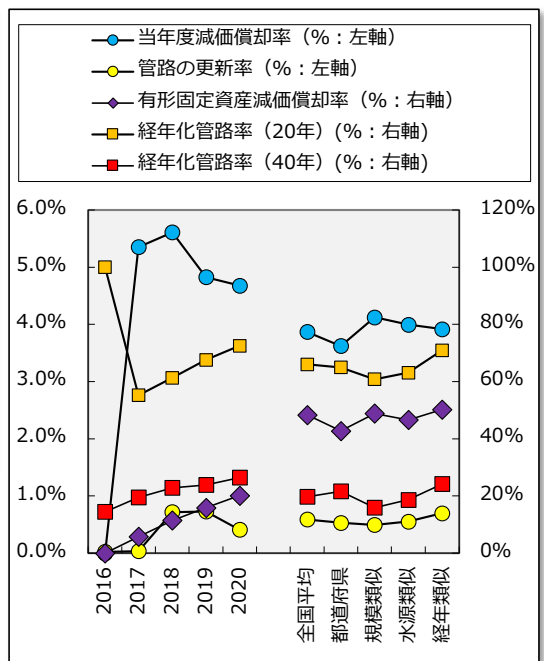 当年度減価償却率（%：左軸）
管路の更新率（%：左軸）
有形固定資産減価償却率（%：右軸）
経年化管路率（20年）(%：右軸)
経年化管路率（40年）(%：右軸)
6.0% 120%
5.0% 100%
4.0% 80%
3.0% 60%
2.0% 40%
1.0% 20%
0.0% 0%
2016
2017
2018
2019
2020
全国平均
都道府県
規模類似
水源類似
経年類似